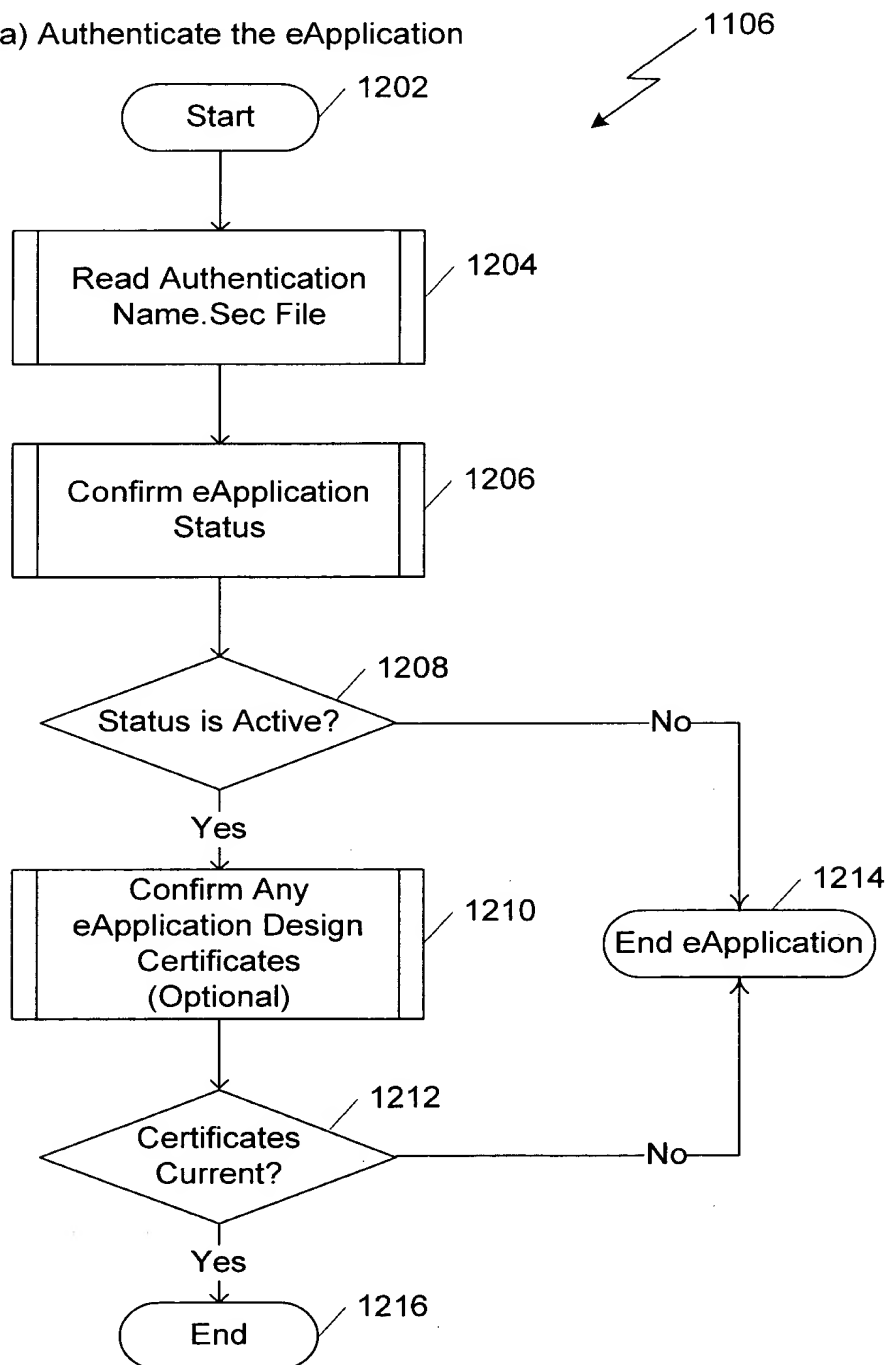 a) Authenticate the eApplication
1106
1202
Start
1204
Read Authentication
Name.Sec File
1206
Confirm eApplication
Status
1208
Status is Active?
No
Yes
1210
Confirm Any
eApplication Design
Certificates
(Optional)
1214
End eApplication
1212
Certificates
Current?
No
Yes
1216
End